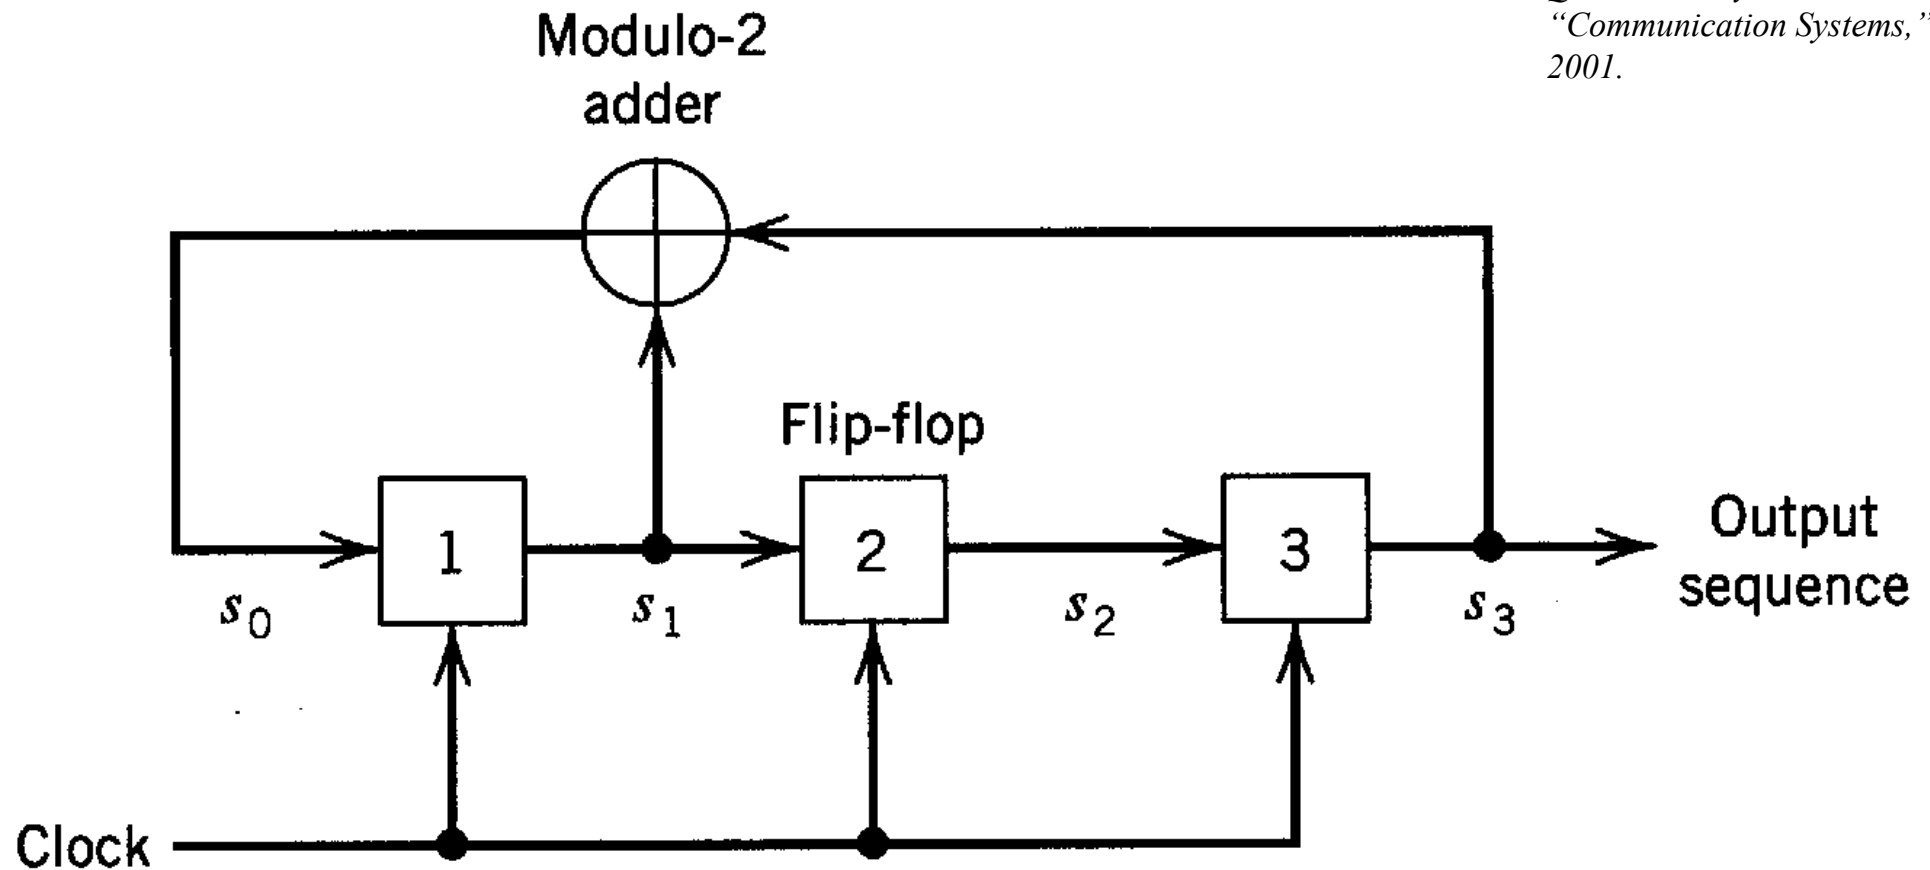 “Communication Systems,”
2001.
Modulo-2
adder
Flip-flop
1
2
3
s0
s1
s2
s3
Output
sequence
Clock